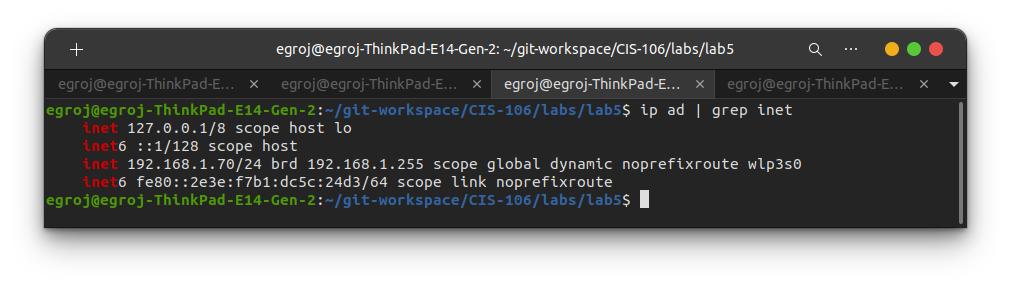 egroj@egroj-ThinkPad-E14-Gen-2: ~/git-workspace/CIS-106/labs/lab5
egroj@egroj-ThinkPad-E... egroj@egroj-ThinkPad-E... egroj@egroj-ThinkPad-E... egroj@egroj-ThinkPad-E...
egroj@egroj-ThinkPad-E14-Gen-2:~/git-workspace/CIS-106/labs/lab5$ ip ad | grep inet
inet 127.0.0.1/8 scope host lo
inet6 ::1/128 scope host
inet 192.168.1.70/24 brd 192.168.1.255 scope global dynamic noprefixroute wlp3s0
inet6 fe80::2e3e:f7b1:dc5c:24d3/64 scope link noprefixroute
egroj@egroj-ThinkPad-E14-Gen-2:~/git-workspace/CIS-106/labs/lab5$